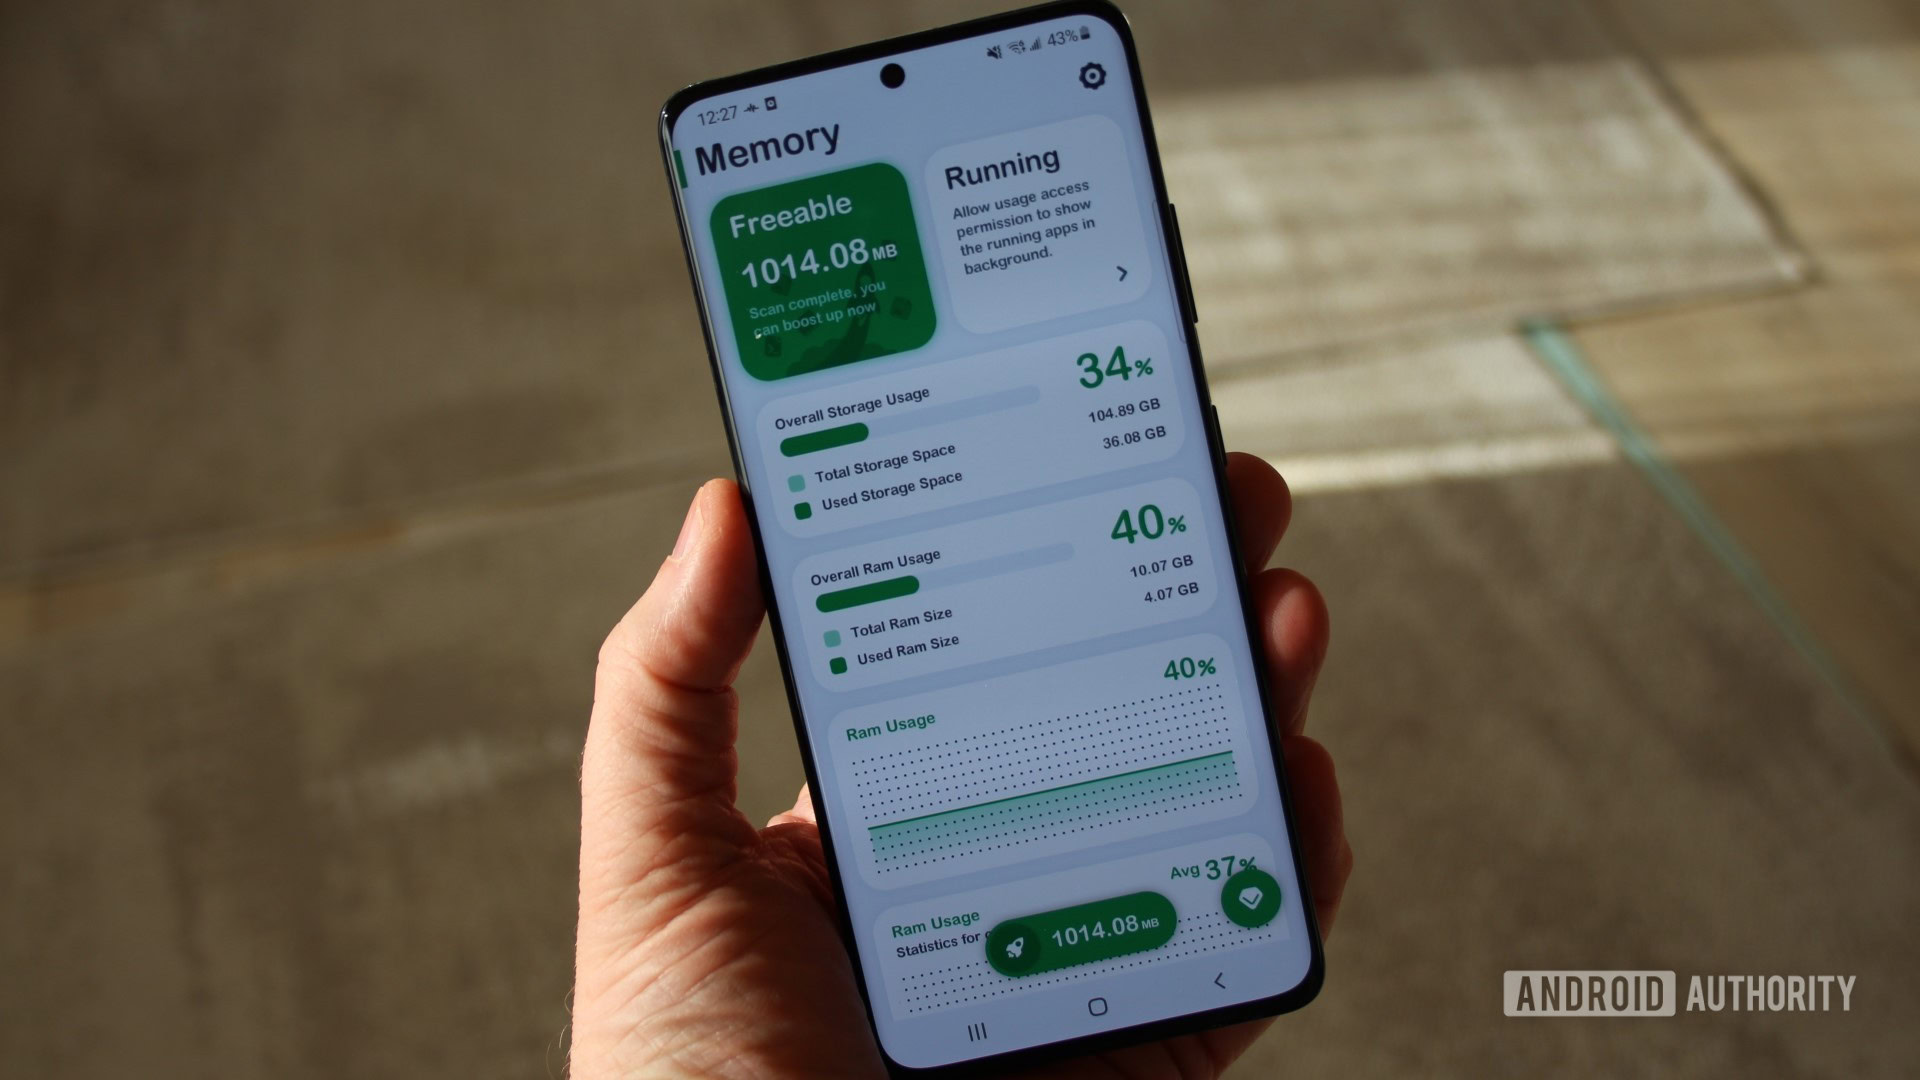 12:27
43%
Memory
Freeable
1014.08 MB
Scan complete, you
can boost up now
Running
Allow usage access
permission to show
the running apps in
background.
Overall Storage Usage
34%
Total Storage Space
104.89 GB
Used Storage Space
36.08 GB
Overall Ram Usage
40%
Total Ram Size
10.07 GB
Used Ram Size
4.07 GB
Ram Usage
40%
Ram Usage
Avg 37%
Statistics for
1014.08 MB
ANDROID AUTHORITY